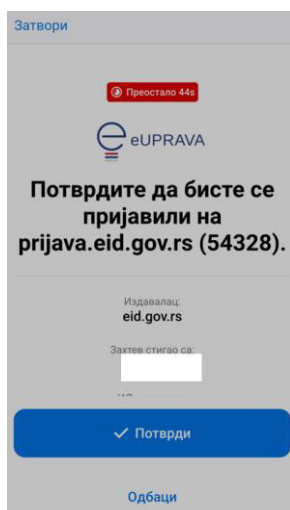 Затвори
Преостало 44s
eUPRAVA
Потврдите да бисте се
пријавили на
prijava.eid.gov.rs (54328).
Издавалац:
eid.gov.rs
Захтев стигао са:
Потврди
Одбаци